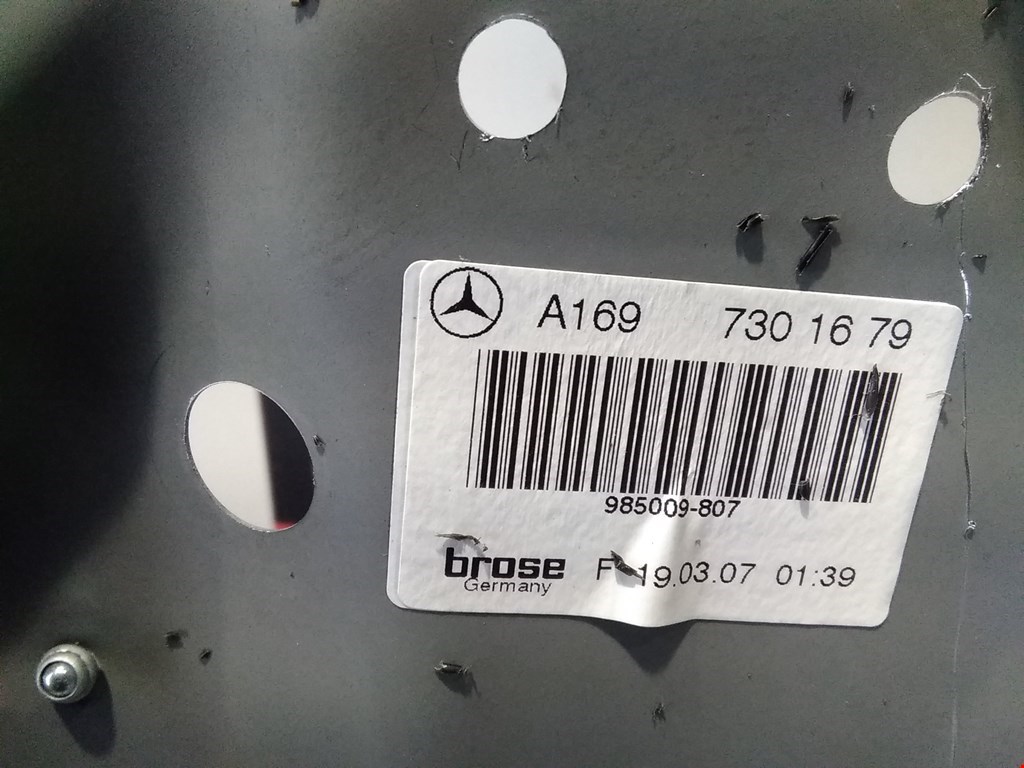 A169 730 16 79
985009-807
brose F 19.03.07 01:39
Germany